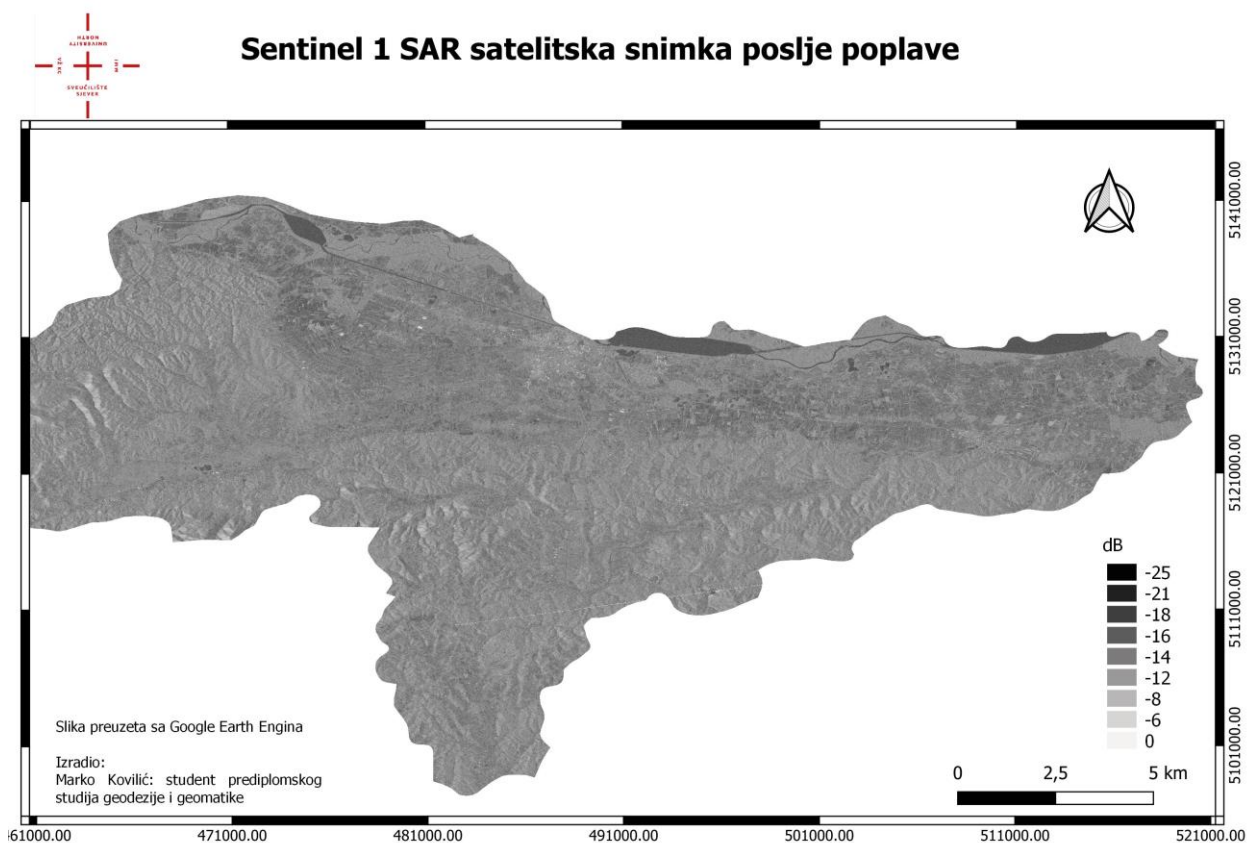 UNIVERSITY
NORTH
SVEUČILIŠTE
SJEVER
Sentinel 1 SAR satelitska snimka poslje poplave
5141000.00
5131000.00
5121000.00
5111000.00
5101000.00
dB
-25
-21
-18
-16
-14
-12
-8
-6
0
Slika preuzeta sa Google Earth Engina
Izradio:
Marko Kovilić: student prediplomskog
studija geodezije i geomatike
0 2,5 5 km
471000.00 481000.00 491000.00 501000.00 511000.00 521000.00